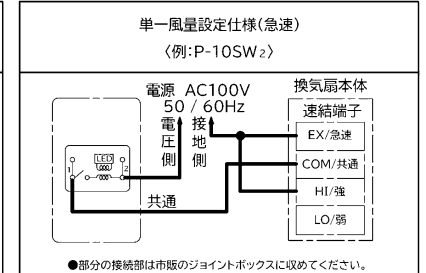 単一風量設定仕様(急速)
〈例:P-10SW₂〉
電源 AC100V
50 / 60Hz
換気扇本体
速結端子
電圧側
接地側
EX/急速
COM/共通
HI/強
LO/弱
LED
1
2
共通
●部分の接続部は市販のジョイントボックスに収めてください。